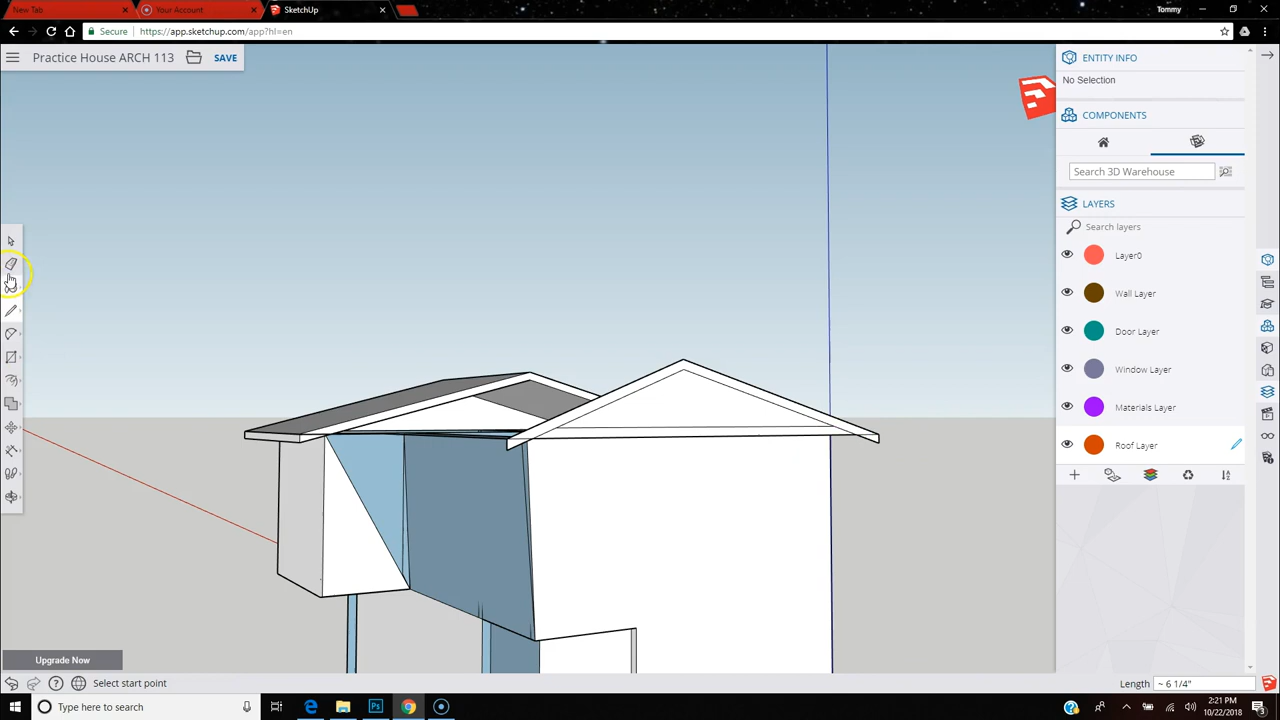 New Tab
Your Account
SketchUp
Tommy
Secure
https://app.sketchup.com/app?hl=en
Practice House ARCH 113
SAVE
ENTITY INFO
No Selection
COMPONENTS
Search 3D Warehouse
LAYERS
Search layers
Layer0
Wall Layer
Door Layer
Window Layer
Materials Layer
Roof Layer
Upgrade Now
Select start point
Length
~ 6 1/4"
Type here to search
2:21 PM
10/22/2018